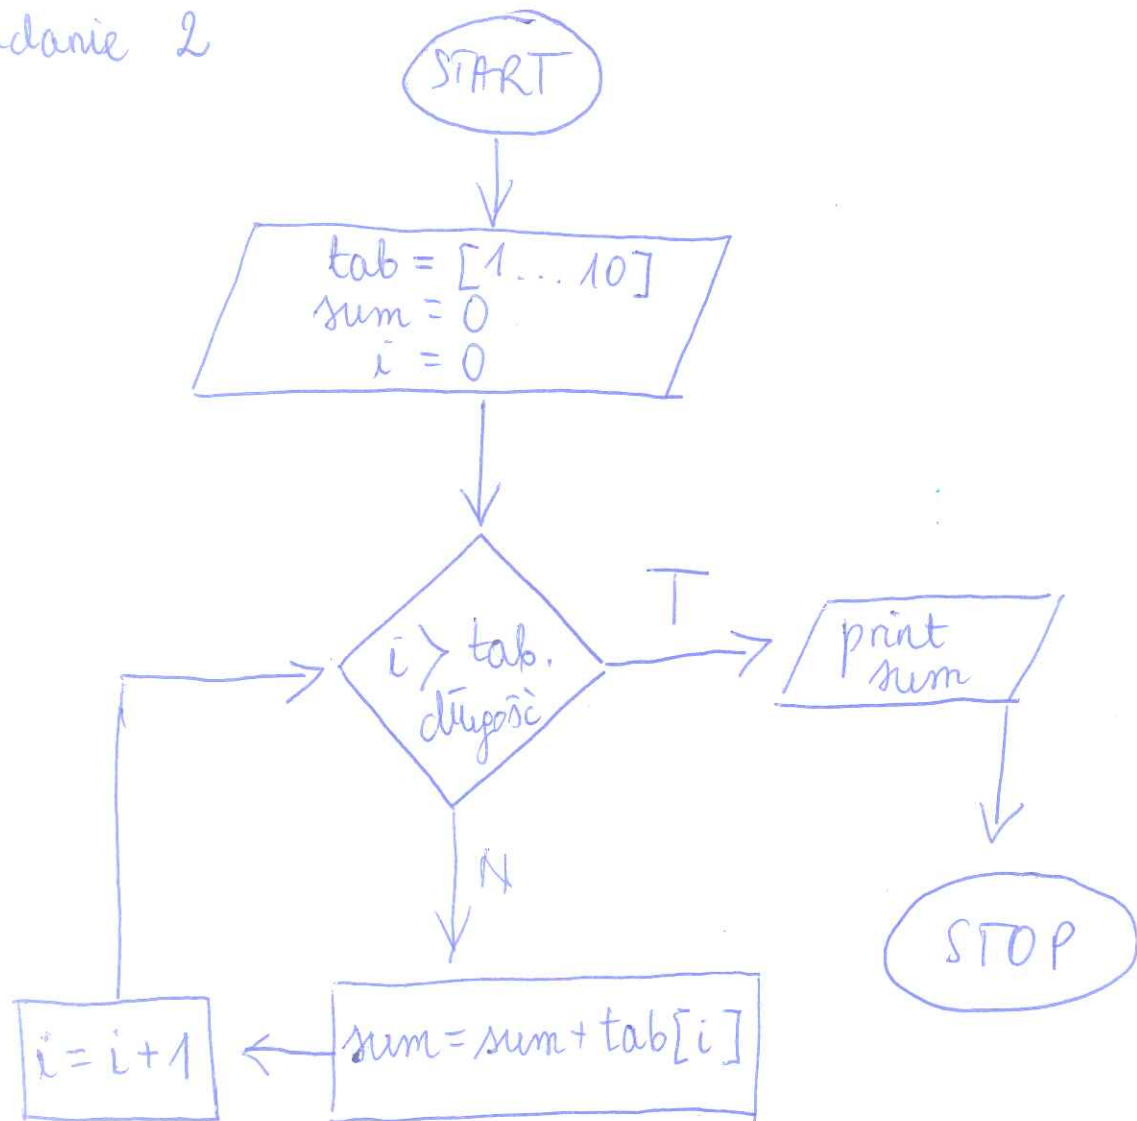 danie 2
START
tab = [1...10]
sum = 0
i = 0
i > tab.
długość
T
print
sum
N
STOP
sum = sum + tab[i]
i = i + 1